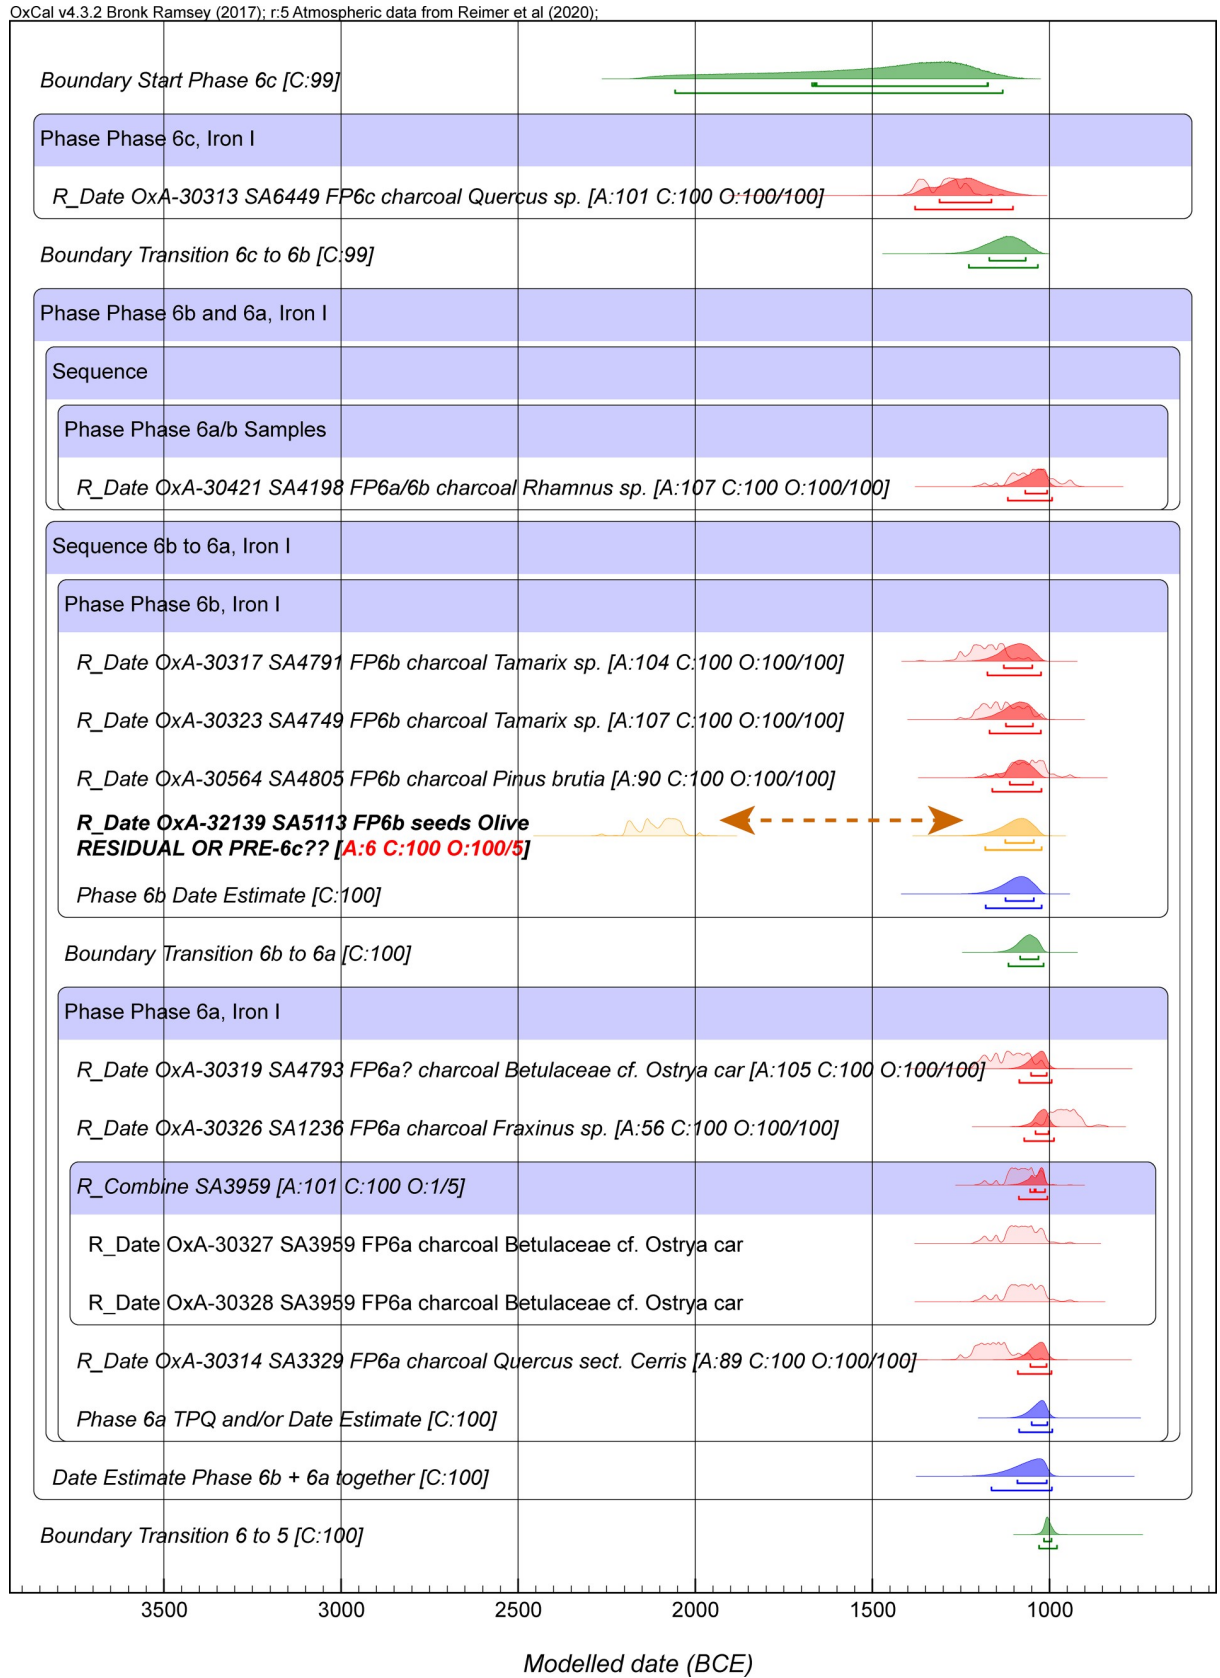 OxCal v4.3.2 Bronk Ramsey (2017); r:5 Atmospheric data from Reimer et al (2020);
Boundary Start Phase 6c [C:99]
Phase Phase 6c, Iron I
R_Date OxA-30313 SA6449 FP6c charcoal Quercus sp. [A:101 C:100 O:100/100]
Boundary Transition 6c to 6b [C:99]
Phase Phase 6b and 6a, Iron I
Sequence
Phase Phase 6a/b Samples
R_Date OxA-30421 SA4198 FP6a/6b charcoal Rhamnus sp. [A:107 C:100 O:100/100]
Sequence 6b to 6a, Iron I
Phase Phase 6b, Iron I
R_Date OxA-30317 SA4791 FP6b charcoal Tamarix sp. [A:104 C:100 O:100/100]
R_Date OxA-30323 SA4749 FP6b charcoal Tamarix sp. [A:107 C:100 O:100/100]
R_Date OxA-30564 SA4805 FP6b charcoal Pinus brutia [A:90 C:100 O:100/100]
R_Date OxA-32139 SA5113 FP6b seeds Olive
RESIDUAL OR PRE-6c?? [A:6 C:100 O:100/5]
Phase 6b Date Estimate [C:100]
Boundary Transition 6b to 6a [C:100]
Phase Phase 6a, Iron I
R_Date OxA-30319 SA4793 FP6a? charcoal Betulaceae cf. Ostrya car [A:105 C:100 O:100/100]
R_Date OxA-30326 SA1236 FP6a charcoal Fraxinus sp. [A:56 C:100 O:100/100]
R_Combine SA3959 [A:101 C:100 O:1/5]
R_Date OxA-30327 SA3959 FP6a charcoal Betulaceae cf. Ostrya car
R_Date OxA-30328 SA3959 FP6a charcoal Betulaceae cf. Ostrya car
R_Date OxA-30314 SA3329 FP6a charcoal Quercus sect. Cerris [A:89 C:100 O:100/100]
Phase 6a TPQ and/or Date Estimate [C:100]
Date Estimate Phase 6b + 6a together [C:100]
Boundary Transition 6 to 5 [C:100]
3500 3000 2500 2000 1500 1000
Modelled date (BCE)